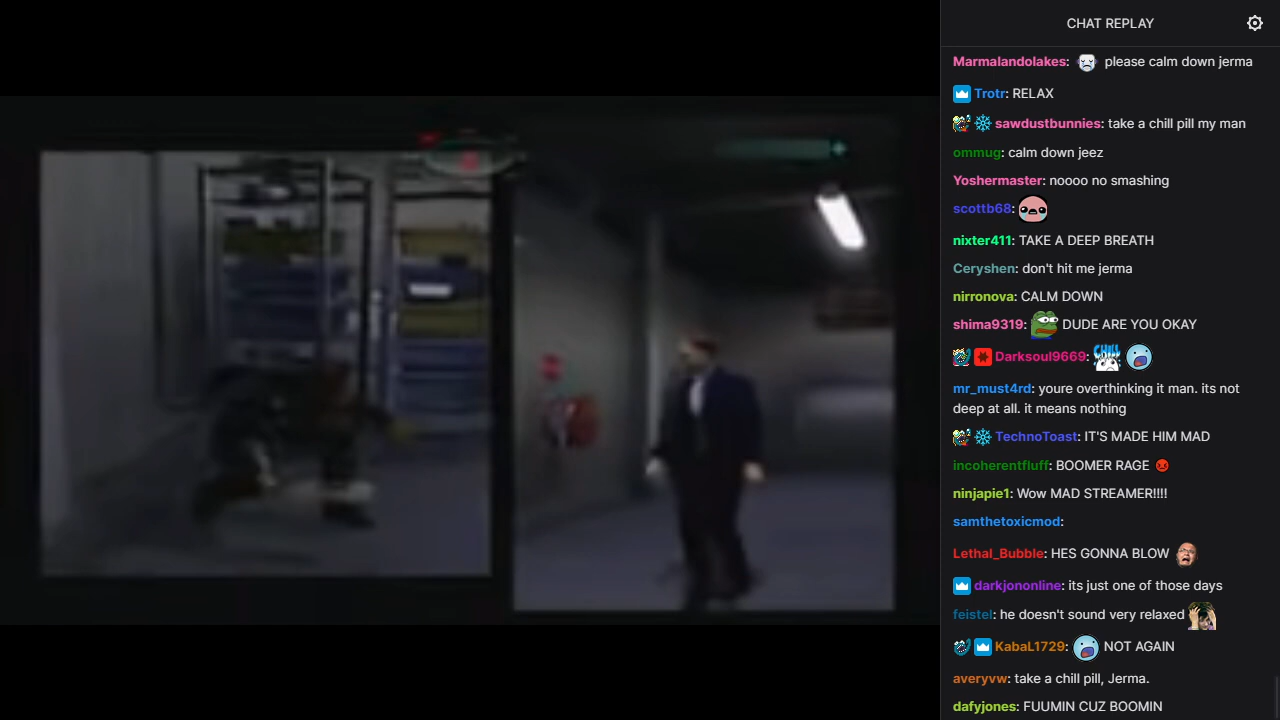 CHAT REPLAY
Marmalandolakes: please calm down jerma
Trotr: RELAX
sawdustbunnies: take a chill pill my man
ommug: calm down jeez
Yoshermaster: noooo no smashing
scottb68:
nixter411: TAKE A DEEP BREATH
Ceryshen: don't hit me jerma
nirronova: CALM DOWN
shima9319: DUDE ARE YOU OKAY
Darksoul9669: CHILL
mr_must4rd: youre overthinking it man. its not
deep at all. it means nothing
TechnoToast: IT'S MADE HIM MAD
incoherentfluff: BOOMER RAGE
ninjapie1: Wow MAD STREAMER!!!!
samthetoxicmod:
Lethal_Bubble: HES GONNA BLOW
darkjononline: its just one of those days
feistel: he doesn't sound very relaxed
KabaL1729: NOT AGAIN
averyvw: take a chill pill, Jerma.
dafyjones: FUUMIN CUZ BOOMIN